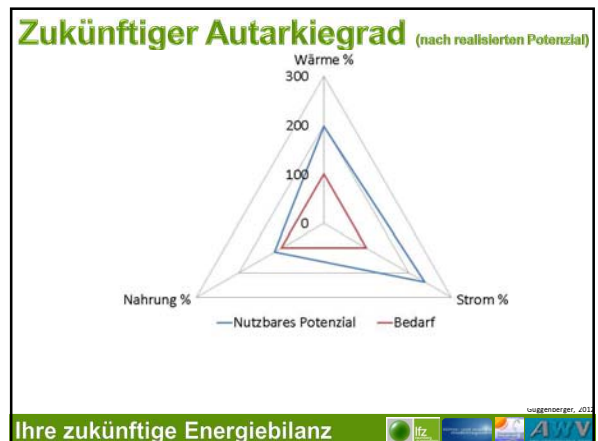 Zukünftiger Autarkiegrad (nach realisierten Potenzial)
Wärme %
300
200
100
0
Nahrung %
Strom %
Nutzbares Potenzial
Bedarf
Guggenberger, 2012
Ihre zukünftige Energiebilanz
lfz
AWV